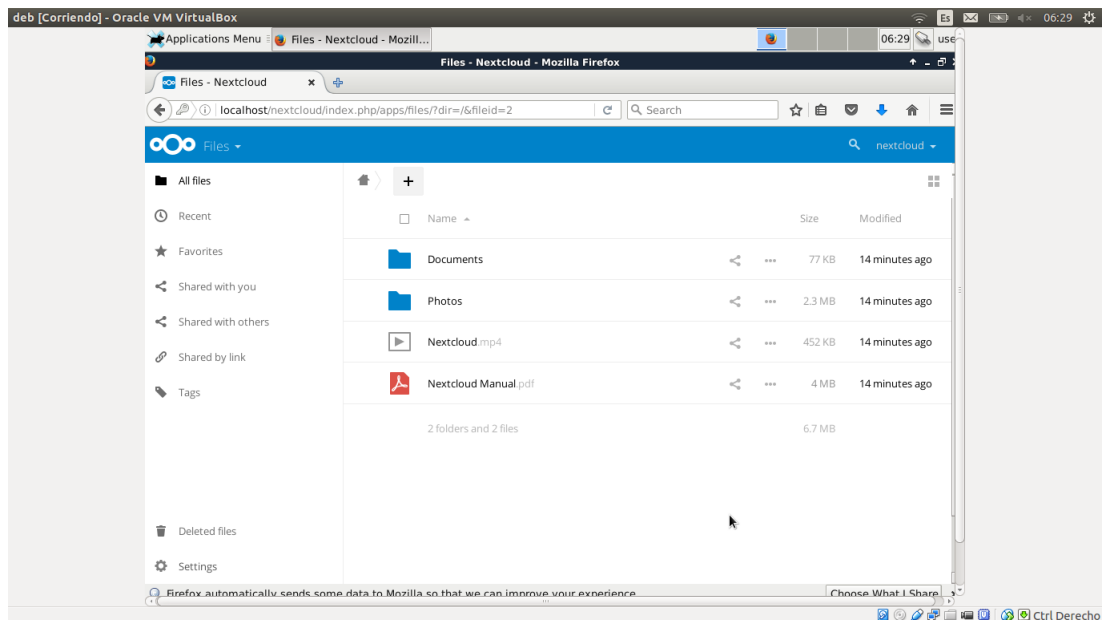 deb [Corriendo] - Oracle VM VirtualBox Es 06:29
Applications Menu Files - Nextcloud - Mozill... 06:29 use
Files - Nextcloud - Mozilla Firefox
Files - Nextcloud
localhost/nextcloud/index.php/apps/files/?dir=/&fileid=2 Search
Files nextcloud
All files
Recent
Favorites
Shared with you
Shared with others
Shared by link
Tags
Deleted files
Settings
+
Name Size Modified
Documents 77 KB 14 minutes ago
Photos 2.3 MB 14 minutes ago
Nextcloud.mp4 452 KB 14 minutes ago
Nextcloud Manual.pdf 4 MB 14 minutes ago
2 folders and 2 files 6.7 MB
Firefox automatically sends some data to Mozilla so that we can improve your experience Choose What I Share
Ctrl Derecho